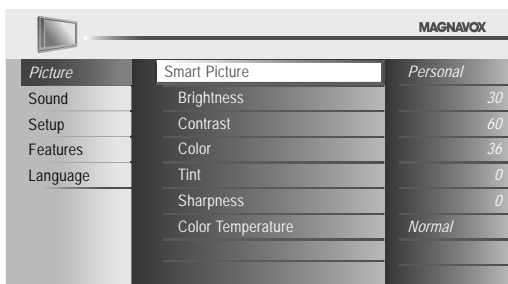 MAGNAVOX
Picture
Smart Picture
Personal
Sound
Brightness
30
Setup
Contrast
60
Features
Color
36
Language
Tint
0
Sharpness
0
Color Temperature
Normal